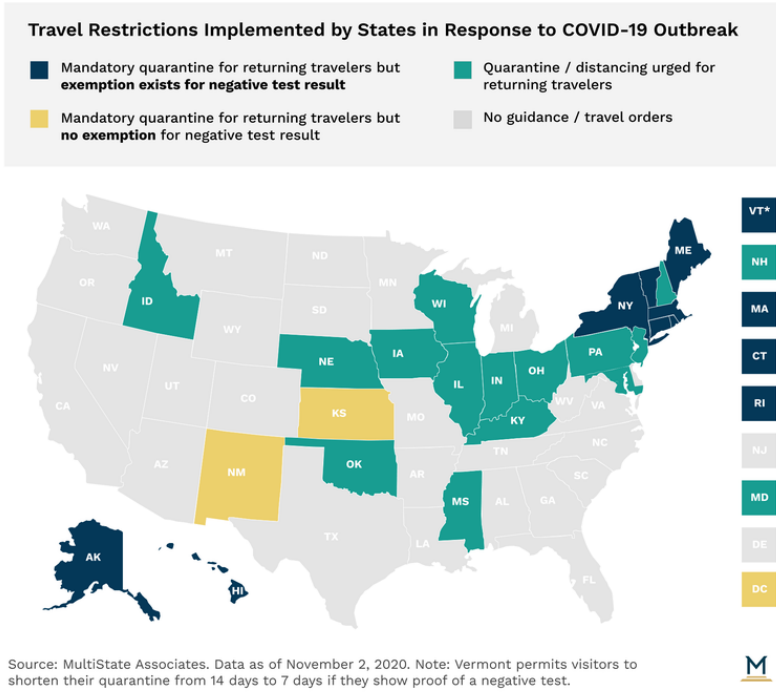 Travel Restrictions Implemented by States in Response to COVID-19 Outbreak
Mandatory quarantine for returning travelers but
exemption exists for negative test result
Quarantine / distancing urged for
returning travelers
Mandatory quarantine for returning travelers but
no exemption for negative test result
No guidance / travel orders
WA
MT
ND
MN
ME
VT*
OR
ID
WY
SD
WI
MI
NY
NH
MA
NV
UT
CO
NE
IA
IL
IN
OH
PA
CT
CA
KS
MO
KY
WV
VA
RI
AZ
NM
OK
AR
TN
NC
NJ
TX
LA
MS
AL
GA
SC
MD
AK
HI
FL
DE
DC
Source: MultiState Associates. Data as of November 2, 2020. Note: Vermont permits visitors to
shorten their quarantine from 14 days to 7 days if they show proof of a negative test.
M